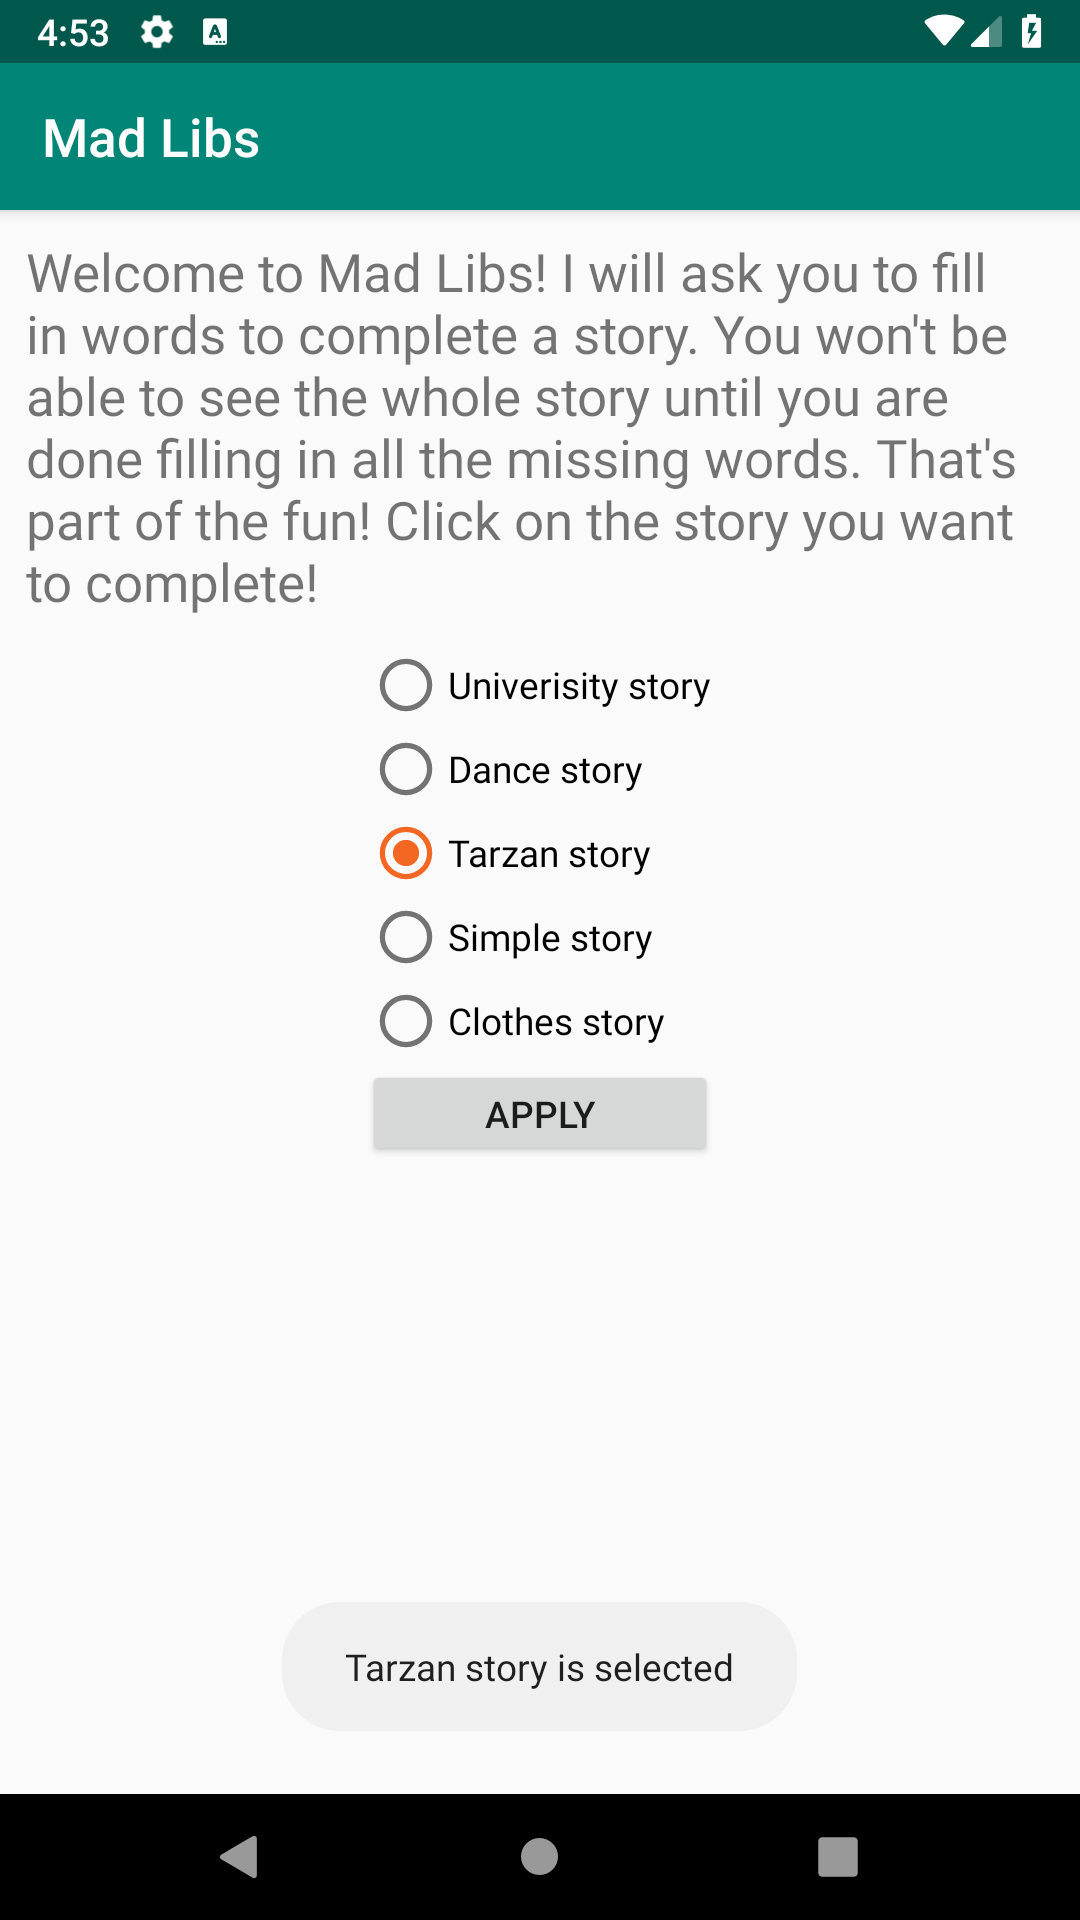 4:53
Mad Libs
Welcome to Mad Libs! I will ask you to fill
in words to complete a story. You won't be
able to see the whole story until you are
done filling in all the missing words. That's
part of the fun! Click on the story you want
to complete!
Univerisity story
Dance story
Tarzan story
Simple story
Clothes story
APPLY
Tarzan story is selected